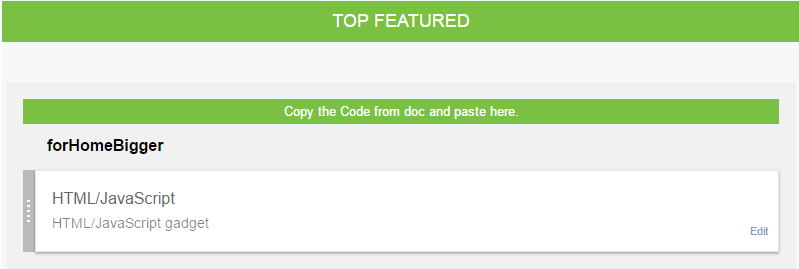 TOP FEATURED
Copy the Code from doc and paste here.
forHomeBigger
HTML/JavaScript
HTML/JavaScript gadget
Edit